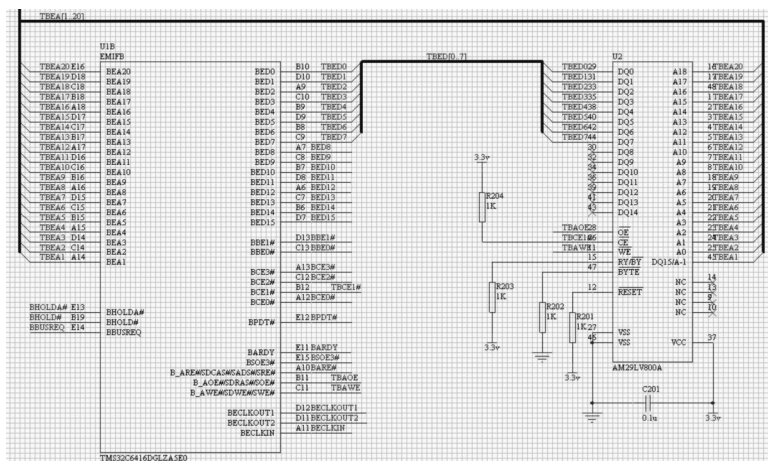 TBEA[1..20]
U1B
EMIFB
TBEA20 E16 BEA20
TBEA19 D18 BEA19
TBEA18 C18 BEA18
TBEA17 B18 BEA17
TBEA16 A18 BEA16
TBEA15 D17 BEA15
TBEA14 C17 BEA14
TBEA13 B17 BEA13
TBEA12 A17 BEA12
TBEA11 D16 BEA11
TBEA10 C16 BEA10
TBEA9 B16 BEA9
TBEA8 A16 BEA8
TBEA7 D15 BEA7
TBEA6 C15 BEA6
TBEA5 B15 BEA5
TBEA4 A15 BEA4
TBEA3 D14 BEA3
TBEA2 C14 BEA2
TBEA1 A14 BEA1
BHOLDA# E13 BHOLDA#
BHOLD# B19 BHOLD#
BBUSREQ E14 BBUSREQ
BED0 B10 TBED0
BED1 D10 TBED1
BED2 A9 TBED2
BED3 C10 TBED3
BED4 B9 TBED4
BED5 D9 TBED5
BED6 B8 TBED6
BED7 C9 TBED7
BED8 A7 BED8
BED9 C8 BED9
BED10 B7 BED10
BED11 D8 BED11
BED12 A6 BED12
BED13 C7 BED13
BED14 B6 BED14
BED15 D7 BED15
BBE1# D13 BBE1#
BBE0# C13 BBE0#
BCE3# A13 BCE3#
BCE2# C12 BCE2#
BCE1# B12 TBCE1#
BCE0# A12 BCE0#
BPDT# E12 BPDT#
BARDY E11 BARDY
BSOE3# E15 BSOE3#
B_ARE#SDCAS#SADS#SRE# A10 BARE#
B_AOE#SDRAS#SOE# B11 TBAOE
B_AWE#SDWE#SWE# C11 TBAWE
BECLKOUT1 D12 BECLKOUT1
BECLKOUT2 D11 BECLKOUT2
BECLKIN A11 BECLKIN
TMS32C6416DGLZA5E0
TBED[0..7]
3.3v
R204
1K
R203
1K
3.3v
R202
1K
R201
1K
3.3v
U2
TBED0 29 DQ0
TBED1 31 DQ1
TBED2 33 DQ2
TBED3 35 DQ3
TBED4 38 DQ4
TBED5 40 DQ5
TBED6 42 DQ6
TBED7 44 DQ7
30 DQ8
32 DQ9
34 DQ10
36 DQ11
39 DQ12
41 DQ13
43 DQ14
TBAOE 28 OE
TBCE1# 26 CE
TBAWE 11 WE
15 RY/BY
47 BYTE
12 RESET
27 VSS
46 VSS
A18 16 TBEA20
A17 17 TBEA19
A16 48 TBEA18
A15 1 TBEA17
A14 2 TBEA16
A13 3 TBEA15
A12 4 TBEA14
A11 5 TBEA13
A10 6 TBEA12
A9 7 TBEA11
A8 8 TBEA10
A7 18 TBEA9
A6 19 TBEA8
A5 20 TBEA7
A4 21 TBEA6
A3 22 TBEA5
A2 23 TBEA4
A1 24 TBEA3
A0 25 TBEA2
DQ15/A-1 45 TBEA1
NC 14
NC 13
NC 9
NC 10
VCC 37
AM29LV800A
C201
0.1u
3.3v